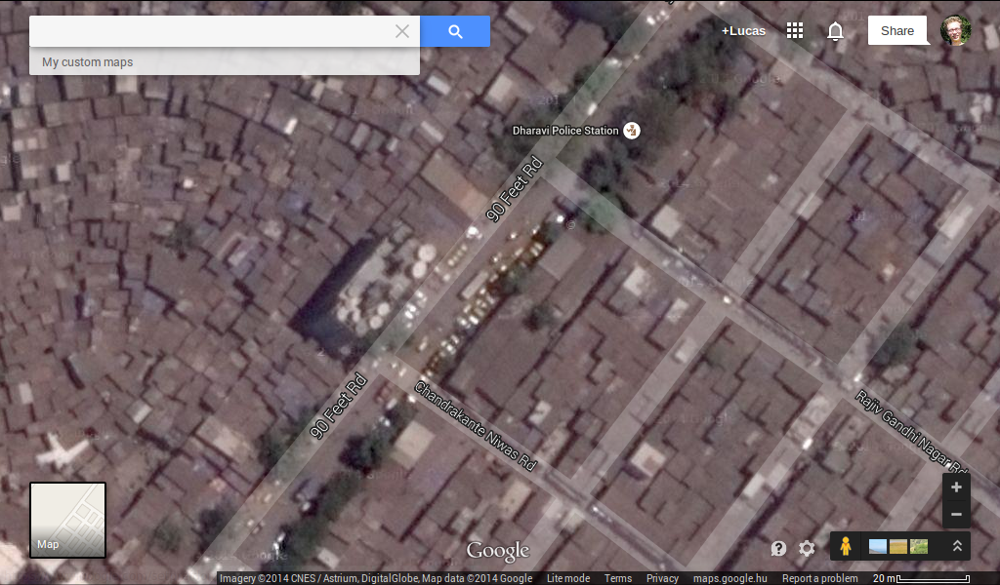 +Lucas
Share
My custom maps
Dharavi Police Station
90 Feet Rd
90 Feet Rd
Chandrakante Niwas Rd
Rajiv Gandhi Nagar Rd
Map
Google
Imagery ©2014 CNES / Astrium, DigitalGlobe, Map data ©2014 Google Lite mode Terms Privacy maps.google.hu Report a problem 20 m